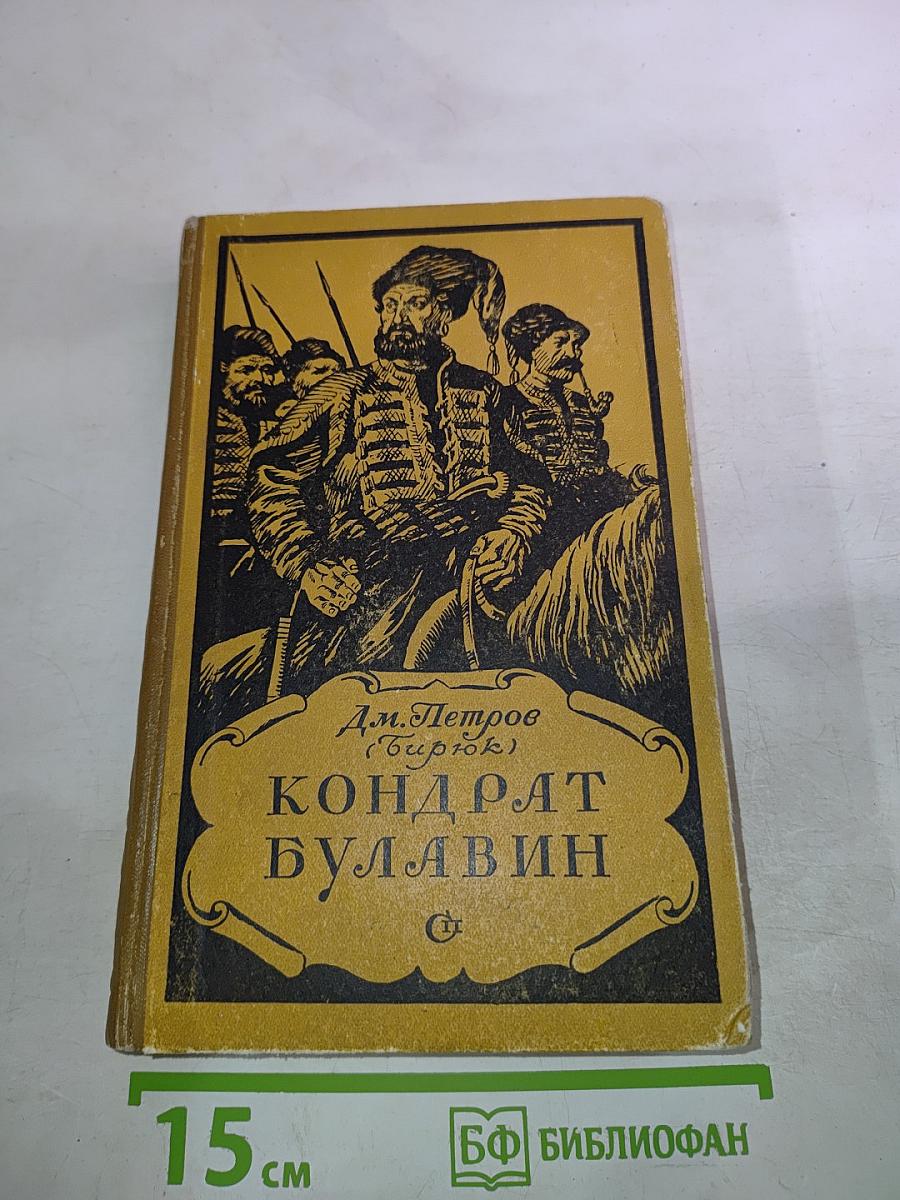 Дм. Петров
(Бирюк)
КОНДРАТ
БУЛАВИН
СП
15 см
БФ БИБЛИОФАН